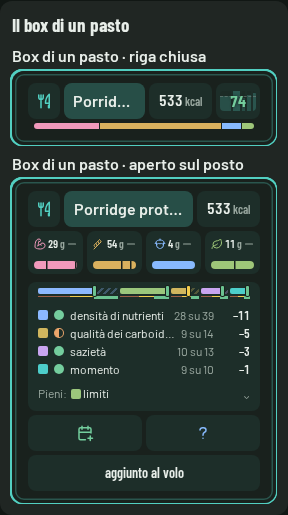 Il box di un pasto
Box di un pasto · riga chiusa
Porrid… 533 kcal 74
Box di un pasto · aperto sul posto
Porridge prot… 533 kcal
29 g — 54 g — 4 g — 11 g —
densità di nutrienti 28 su 39 –11
qualità dei carboid… 9 su 14 –5
sazietà 10 su 13 –3
momento 9 su 10 –1
Pieni: limiti
?
aggiunto al volo